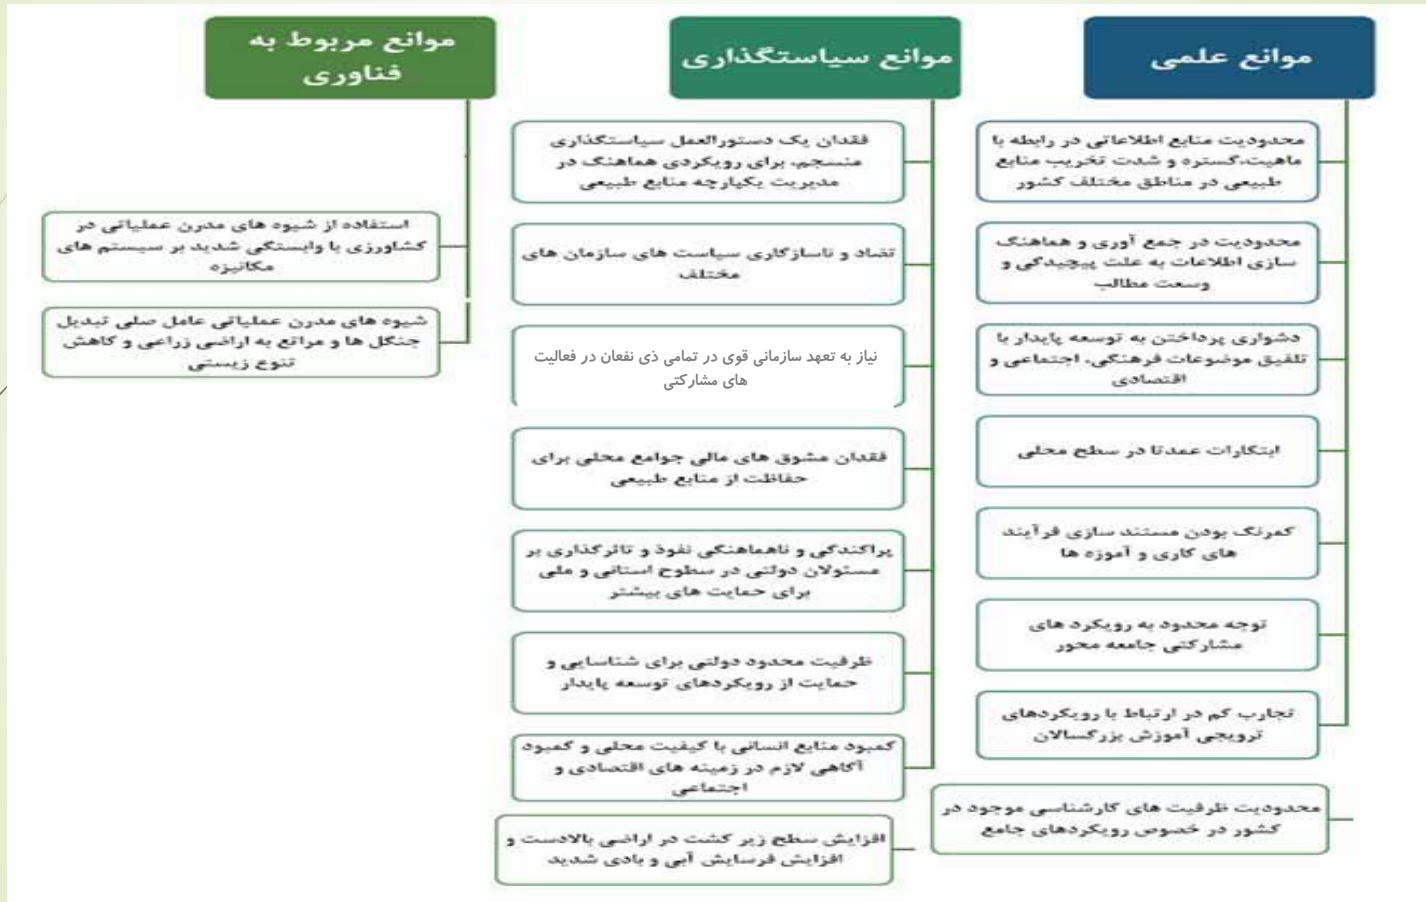 موانع علمی
محدودیت منابع اطلاعاتی در رابطه با
ماهیت،گستره و شدت تخریب منابع
طبیعی در مناطق مختلف کشور
محدودیت در جمع آوری و هماهنگ
سازی اطلاعات به علت پیچیدگی و
وسعت مطالب
دشواری پرداختن به توسعه پایدار با
تلفیق موضوعات فرهنگی، اجتماعی و
اقتصادی
ابتکارات عمدتا در سطح محلی
کمرنگ بودن مستند سازی فرآیند
های کاری و آموزه ها
توجه محدود به رویکرد های
مشارکتی جامعه محور
تجارب کم در ارتباط با رویکردهای
ترویجی آموزش بزرگسالان
محدودیت ظرفیت های کارشناسی موجود در
کشور در خصوص رویکردهای جامع
موانع سیاستگذاری
فقدان یک دستورالعمل سیاستگذاری
منسجم، برای رویکردی هماهنگ در
مدیریت یکپارچه منابع طبیعی
تضاد و ناسازگاری سیاست های سازمان های
مختلف
نیاز به تعهد سازمانی قوی در تمامی ذی نفعان در فعالیت
های مشارکتی
فقدان مشوق های مالی جوامع محلی برای
حفاظت از منابع طبیعی
پراکندگی و ناهماهنگی نفوذ و تاثرگذاری بر
مسئولان دولتی در سطوح استانی و ملی
برای حمایت های بیشتر
ظرفیت محدود دولتی برای شناسایی و
حمایت از رویکردهای توسعه پایدار
کمبود منابع انسانی با کیفیت محلی و کمبود
آگاهی لازم در زمینه های اقتصادی و
اجتماعی
افزایش سطح زیر کشت در اراضی بالادست و
افزایش فرسایش آبی و بادی شدید
موانع مربوط به
فناوری
استفاده از شیوه های مدرن عملیاتی در
کشاورزی با وابستگی شدید بر سیستم های
مکانیزه
شیوه های مدرن عملیاتی عامل صلی تبدیل
جنگل ها و مراتع به اراضی زراعی و کاهش
تنوع زیستی